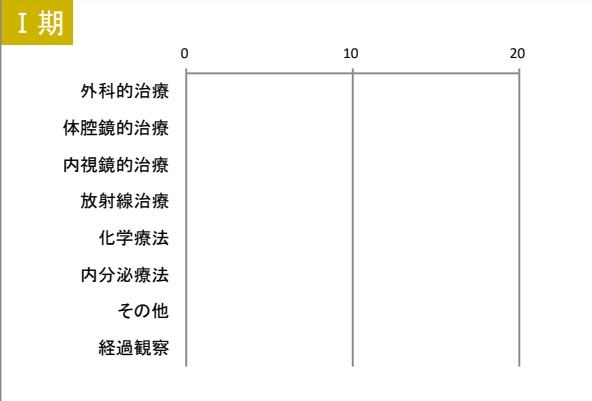 Ⅰ期
0 10 20
外科的治療
体腔鏡的治療
内視鏡的治療
放射線治療
化学療法
内分泌療法
その他
経過観察